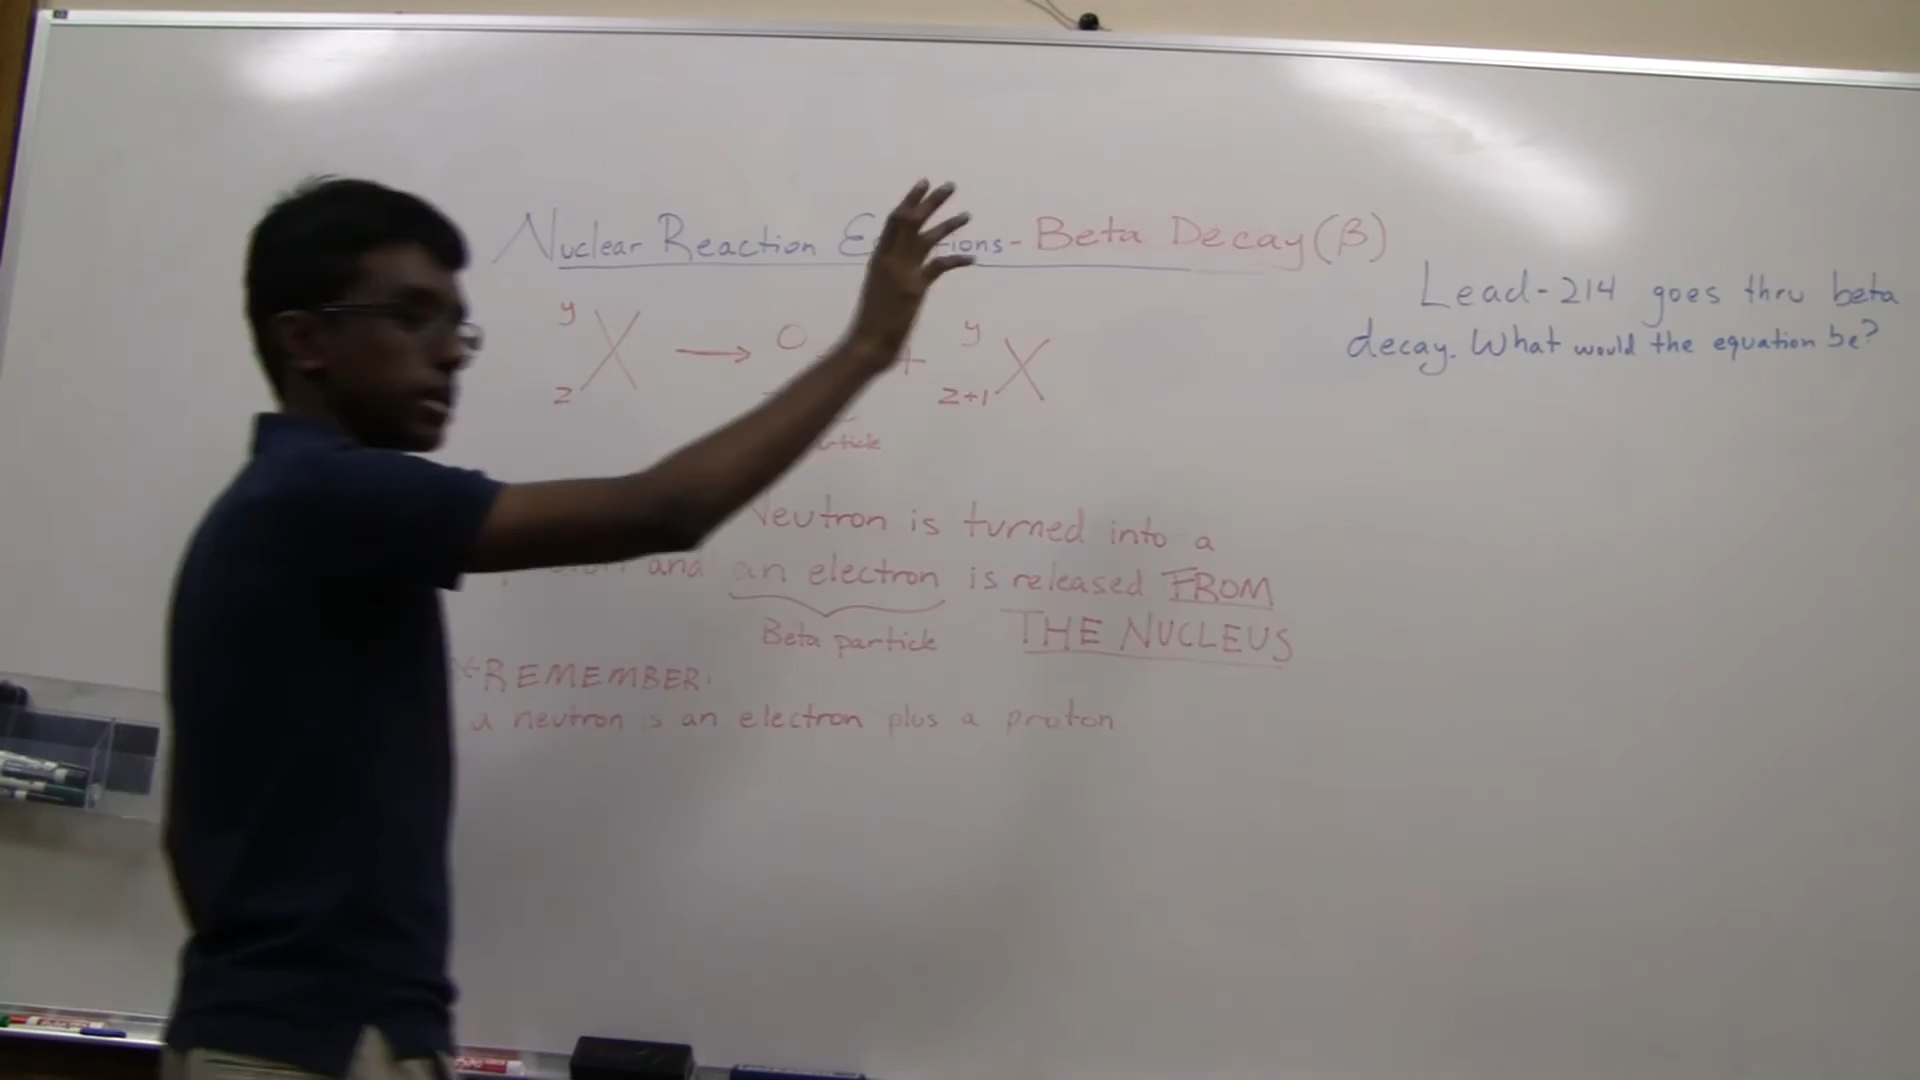 Nuclear Reaction E tions - Beta Decay (β)
y X → 0 + y X
z z+1
Lead-214 goes thru beta
decay. What would the equation be?
Neutron is turned into a
and an electron is released FROM
THE NUCLEUS
Beta particle
REMEMBER:
a neutron is an electron plus a proton